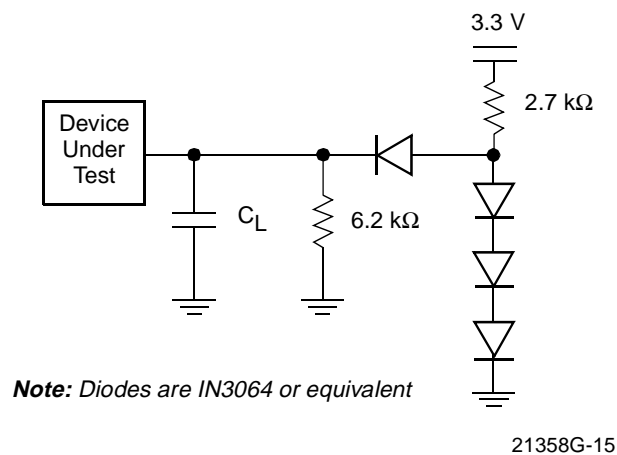 3.3 V
2.7 kΩ
Device
Under
Test
C_L
6.2 kΩ
Note: Diodes are IN3064 or equivalent
21358G-15